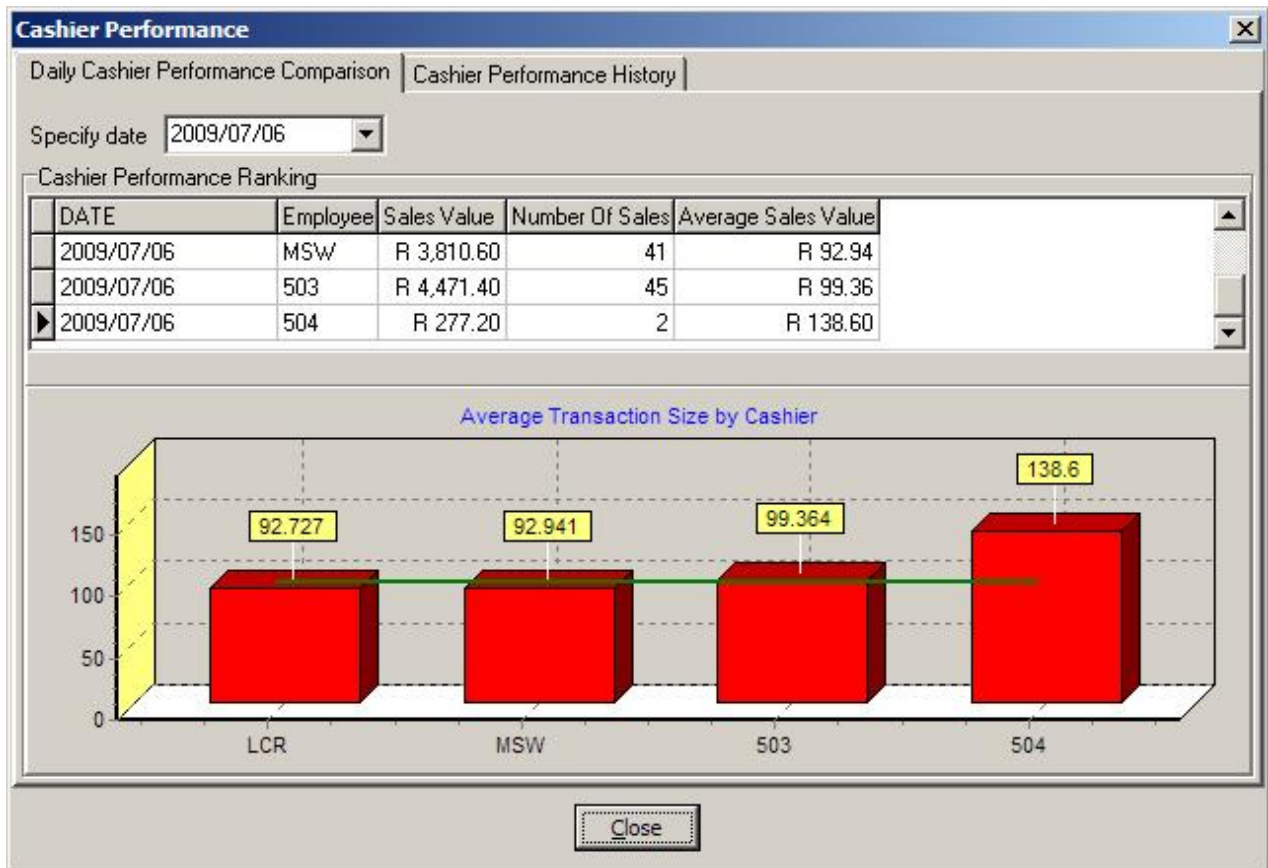 Cashier Performance
Daily Cashier Performance Comparison Cashier Performance History
Specify date 2009/07/06
Cashier Performance Ranking
DATE Employee Sales Value Number Of Sales Average Sales Value
2009/07/06 MSW R 3,810.60 41 R 92.94
2009/07/06 503 R 4,471.40 45 R 99.36
2009/07/06 504 R 277.20 2 R 138.60
Average Transaction Size by Cashier
138.6
92.727 92.941 99.364
150
100
50
0
LCR MSW 503 504
Close